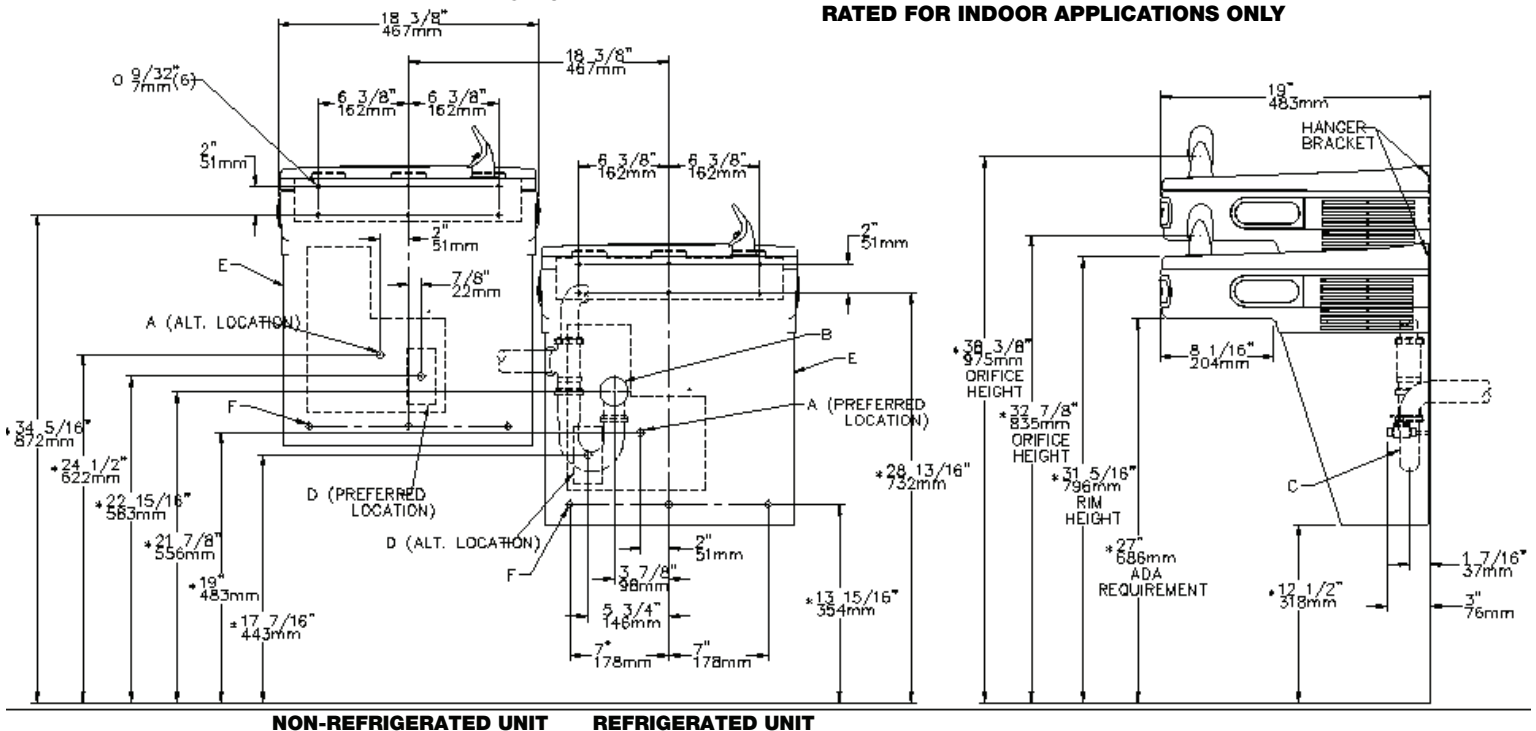 RATED FOR INDOOR APPLICATIONS ONLY
18 3/8"
467mm
18 3/8"
467mm
O 9/32"
7mm(6)
6 3/8"
162mm
6 3/8"
162mm
2"
51mm
6 3/8"
162mm
6 3/8"
162mm
2"
51mm
2"
51mm
E
7/8"
22mm
A (ALT. LOCATION)
B
E
A (PREFERRED
LOCATION)
F
*34 5/16"
872mm
*24 1/2"
622mm
*22 15/16"
583mm
*21 7/8"
556mm
*19"
483mm
*17 7/16"
443mm
D (PREFERRED
LOCATION)
D (ALT. LOCATION)
F
*28 13/16"
732mm
2"
51mm
3 7/8"
98mm
5 3/4"
146mm
7"
178mm
7"
178mm
*13 15/16"
354mm
19"
483mm
HANGER
BRACKET
*38 3/8"
975mm
ORIFICE
HEIGHT
8 1/16"
204mm
*32 7/8"
835mm
ORIFICE
HEIGHT
*31 5/16"
796mm
RIM
HEIGHT
C
*27"
686mm
ADA
REQUIREMENT
*12 1/2"
318mm
1 7/16"
37mm
3"
76mm
NON-REFRIGERATED UNIT
REFRIGERATED UNIT